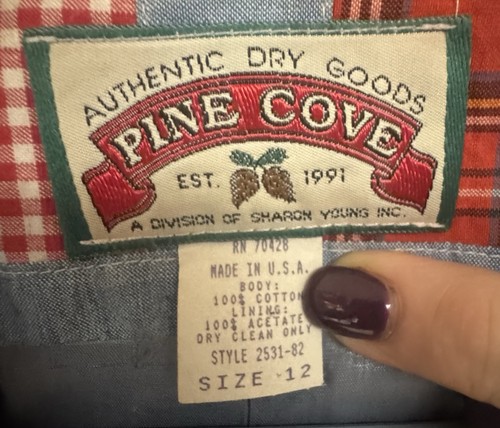 AUTHENTIC DRY GOODS
PINE COVE
EST. 1991
A DIVISION OF SHARON YOUNG INC.
RN 70428
MADE IN U.S.A.
BODY:
100% COTTON
LINING:
100% ACETATE
DRY CLEAN ONLY
STYLE 2531-82
SIZE 12